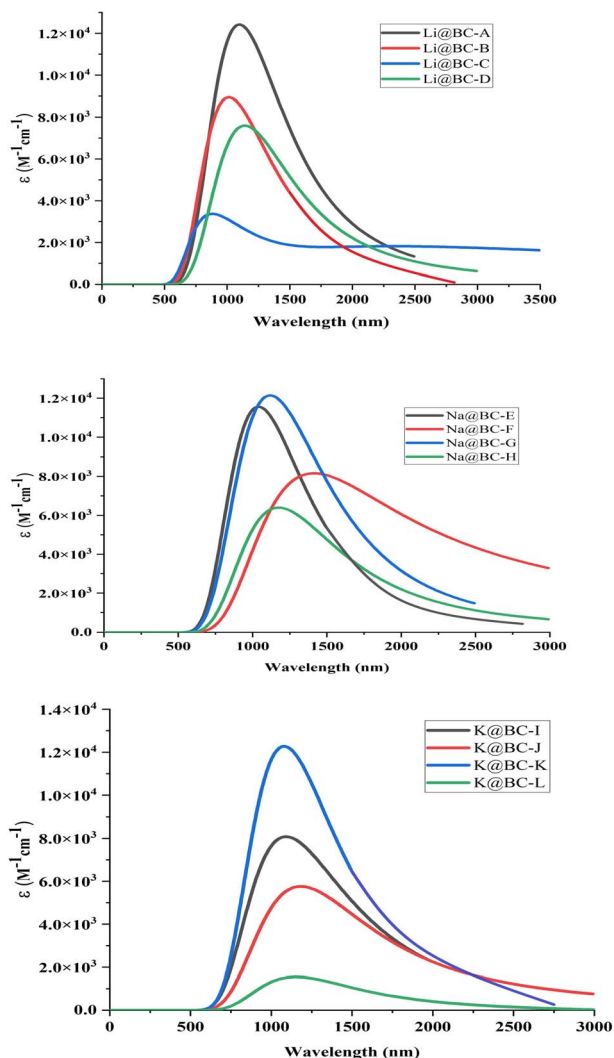 1.2×10⁴
1.0×10⁴
8.0×10³
6.0×10³
4.0×10³
2.0×10³
0.0
ε (M⁻¹cm⁻¹)
Li@BC-A
Li@BC-B
Li@BC-C
Li@BC-D
0 500 1000 1500 2000 2500 3000 3500
Wavelength (nm)
1.2×10⁴
1.0×10⁴
8.0×10³
6.0×10³
4.0×10³
2.0×10³
0.0
ε (M⁻¹cm⁻¹)
Na@BC-E
Na@BC-F
Na@BC-G
Na@BC-H
0 500 1000 1500 2000 2500 3000
Wavelength (nm)
1.4×10⁴
1.2×10⁴
1.0×10⁴
8.0×10³
6.0×10³
4.0×10³
2.0×10³
0.0
ε (M⁻¹cm⁻¹)
K@BC-I
K@BC-J
K@BC-K
K@BC-L
0 500 1000 1500 2000 2500 3000
Wavelength (nm)